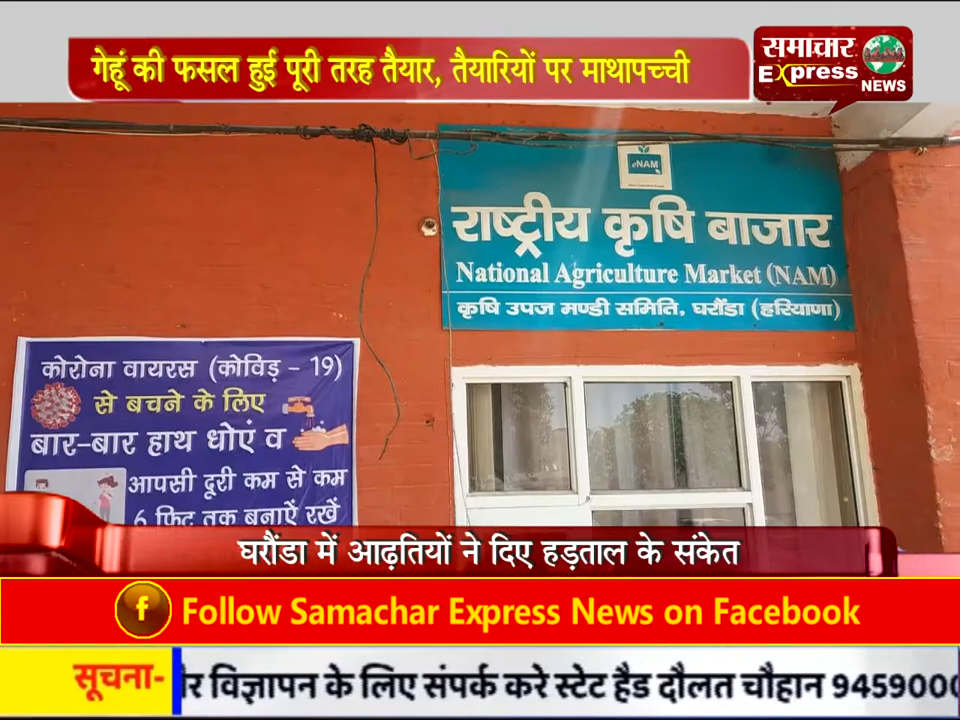 गेहूं की फसल हुई पूरी तरह तैयार, तैयारियों पर माथापच्ची
समाचार
Express
NEWS
eNAM
राष्ट्रीय कृषि बाजार
National Agriculture Market (NAM)
कृषि उपज मण्डी समिति, घरौंडा (हरियाणा)
कोरोना वायरस (कोविड़ - 19)
से बचने के लिए
बार-बार हाथ धोएं व
आपसी दूरी कम से कम
6 फिट तक बनाऐं रखें
घरौंडा में आढ़तियों ने दिए हड़ताल के संकेत
f Follow Samachar Express News on Facebook
सूचना- विज्ञापन के लिए संपर्क करे स्टेट हैड दौलत चौहान 945900